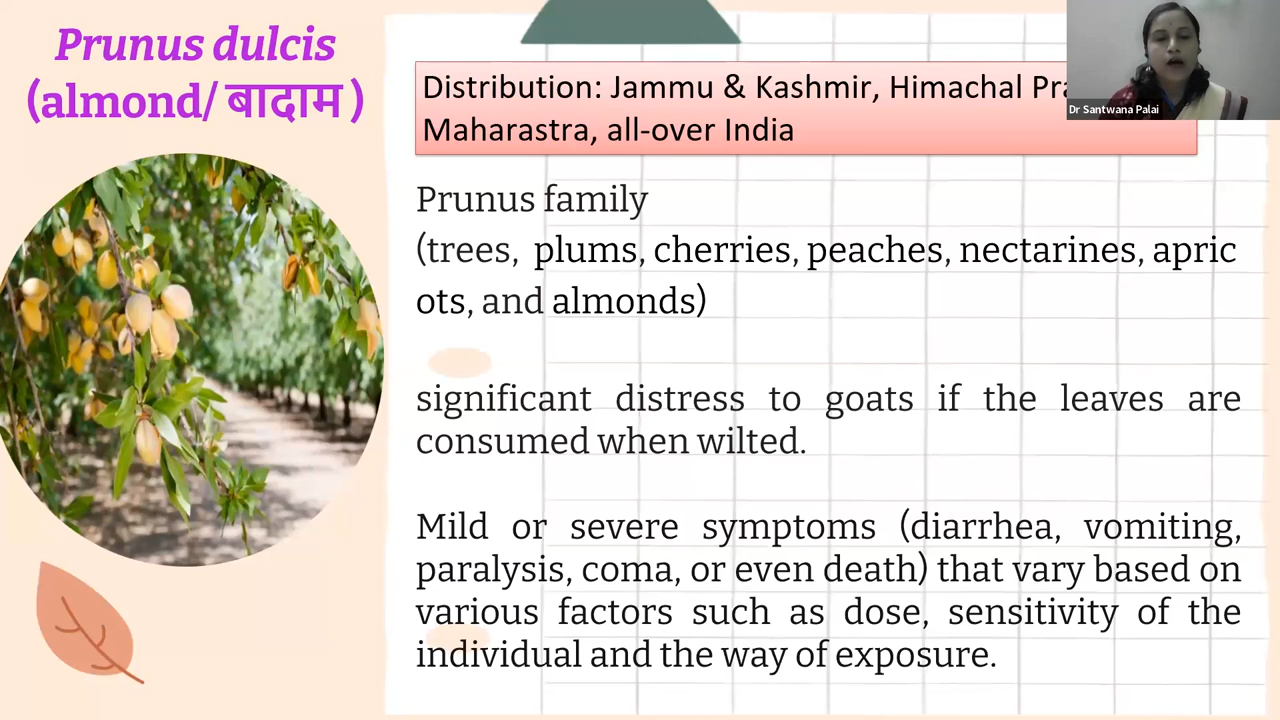 Prunus dulcis
(almond/ बादाम )
Distribution: Jammu & Kashmir, Himachal
Maharastra, all-over India
Dr Santwana Palai
Prunus family
(trees, plums, cherries, peaches, nectarines, apric
ots, and almonds)
significant distress to goats if the leaves are
consumed when wilted.
Mild or severe symptoms (diarrhea, vomiting,
paralysis, coma, or even death) that vary based on
various factors such as dose, sensitivity of the
individual and the way of exposure.